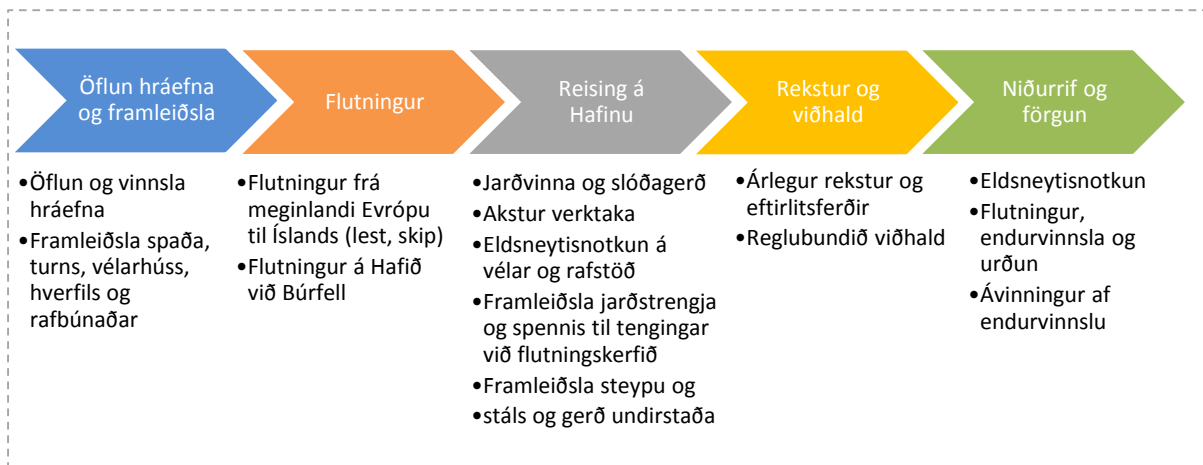 Öflun hráefna
og framleiðsla
Flutningur
Reising á
Hafinu
Rekstur og
viðhald
Niðurrif og
förgun
•Öflun og vinnsla
hráefna
•Framleiðsla spaða,
turns, vélarhúss,
hverfils og
rafbúnaðar
•Flutningur frá
meginlandi Evrópu
til Íslands (lest, skip)
•Flutningur á Hafið
við Búrfell
•Jarðvinna og slóðagerð
•Akstur verktaka
•Eldsneytisnotkun á
vélar og rafstöð
•Framleiðsla jarðstrengja
og spennis til tengingar
við flutningskerfið
•Framleiðsla steypu og
•stáls og gerð undirstaða
•Árlegur rekstur og
eftirlitsferðir
•Reglubundið viðhald
•Eldsneytisnotkun
•Flutningur,
endurvinnsla og
urðun
•Ávinningur af
endurvinnslu